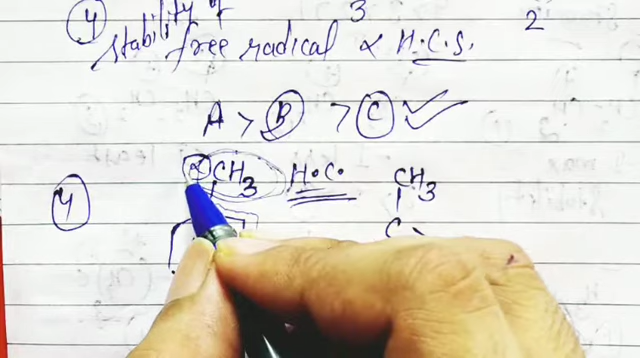 3 2
④ stability of
free radical ∝ H.C.S.
A > B > C
4 α CH3 H.C. CH3
C